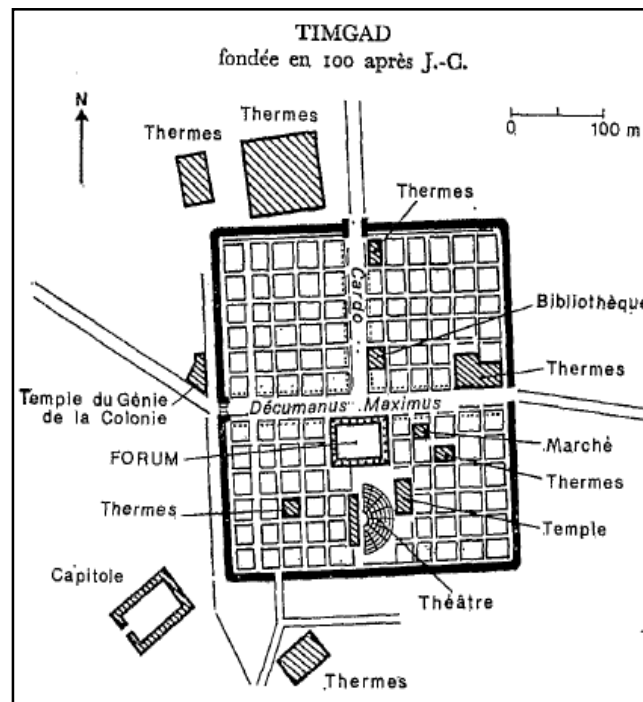 TIMGAD
fondée en 100 après J.-C.
N
Thermes
Thermes
0 100 m
Thermes
Cardo
Bibliothèque
Thermes
Temple du Génie
de la Colonie
Décumanus Maximus
FORUM
Marché
Thermes
Thermes
Temple
Capitole
Théâtre
Thermes